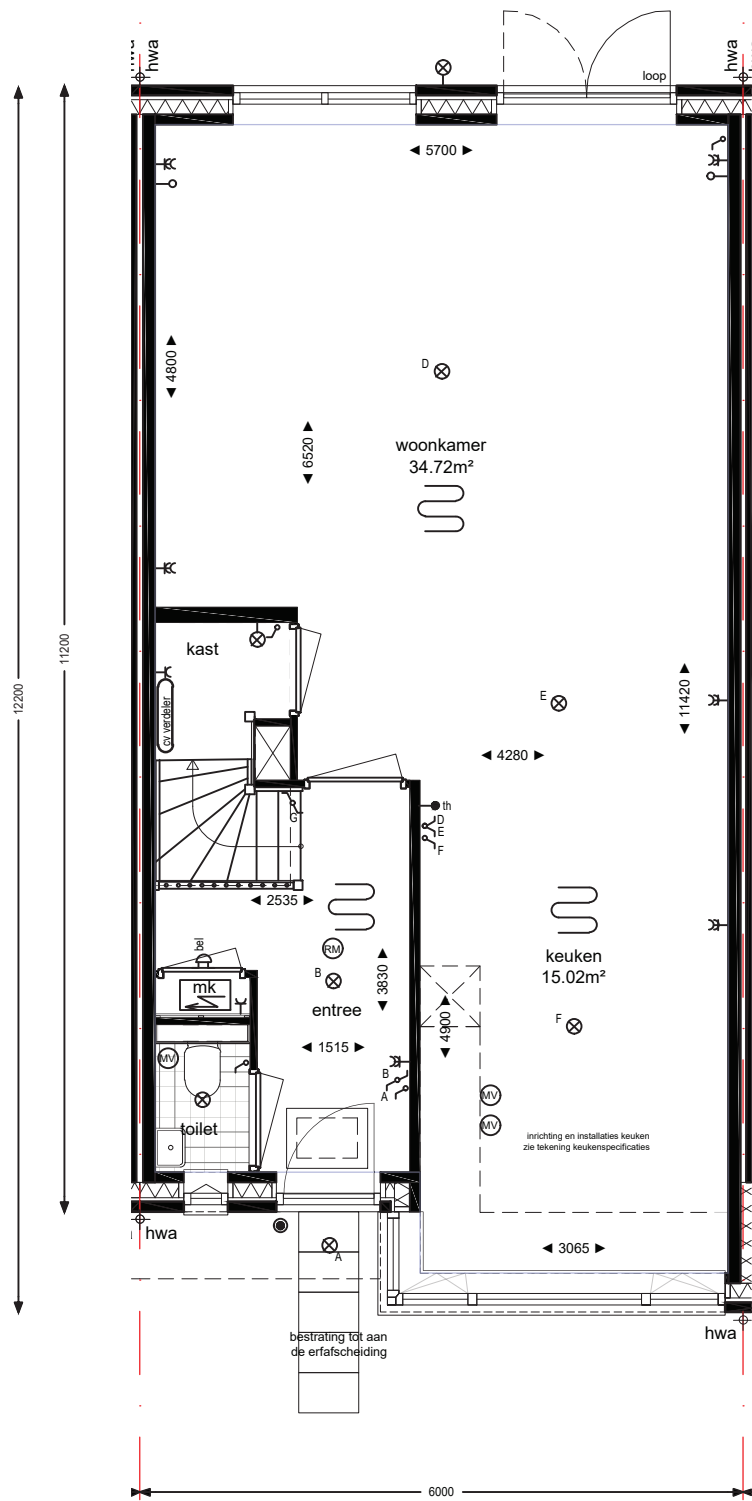 hwa
hwa
hwa
hwa
loop
5700
4800
D
6520
woonkamer
34.72m²
11200
12200
kast
cv verdeler
E
11420
4280
th
D
E
F
G
2535
bel
RM
B
3830
keuken
15.02m²
mk
entree
F
4900
1515
MV
B
A
MV
MV
toilet
inrichting en installaties keuken
zie tekening keukenspecificaties
hwa
A
3065
bestrating tot aan
de erfafscheiding
hwa
6000